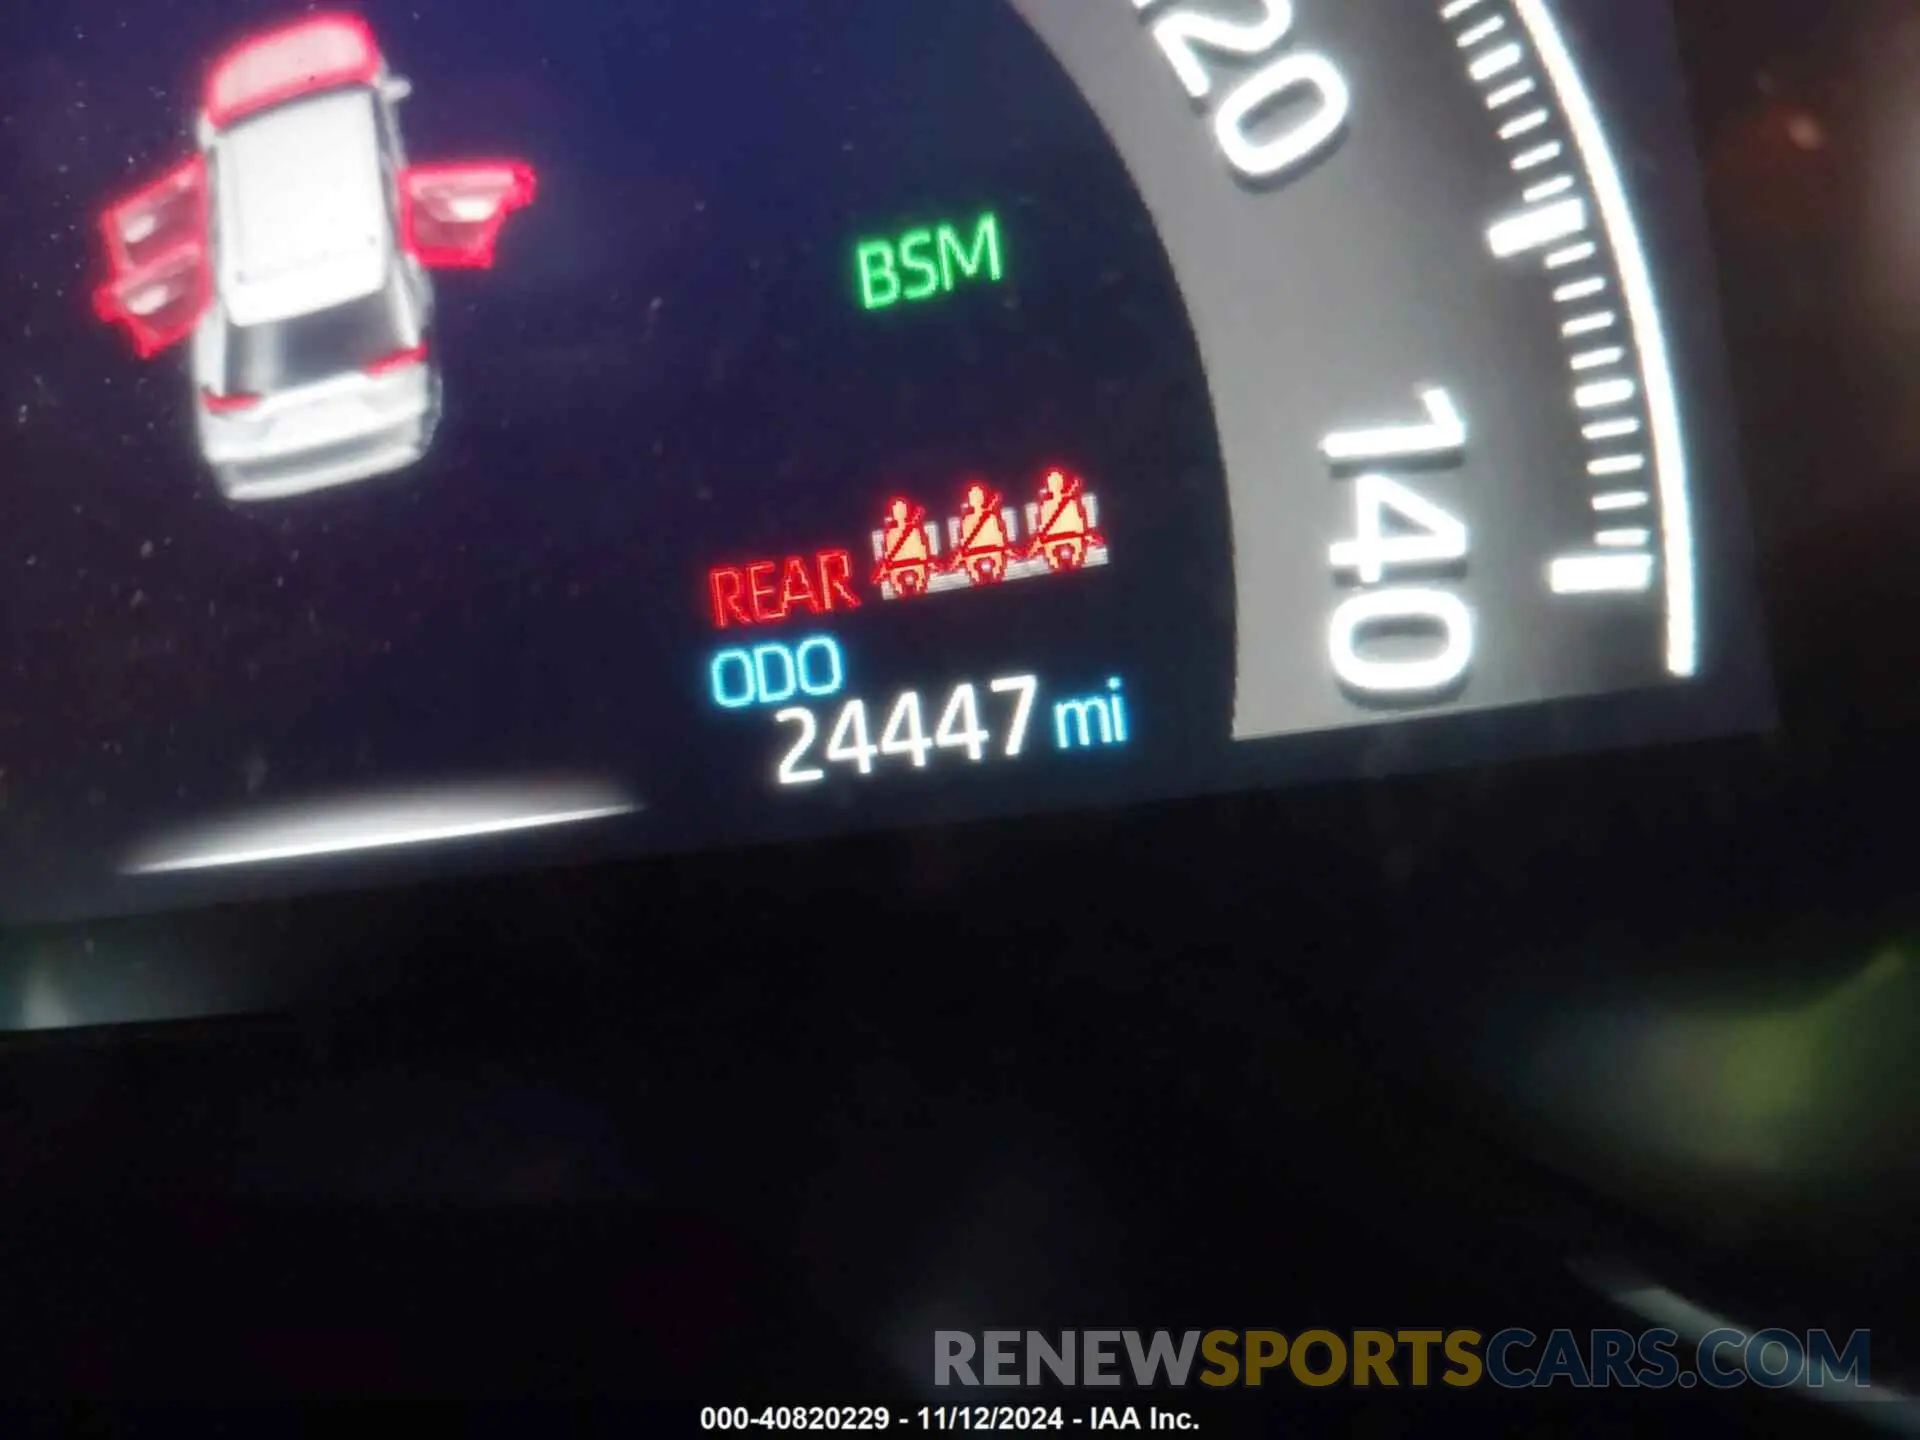 120
BSM
140
REAR
ODO
24447 mi
RENEWSPORTSCARS.COM
000-40820229 - 11/12/2024 - IAA Inc.